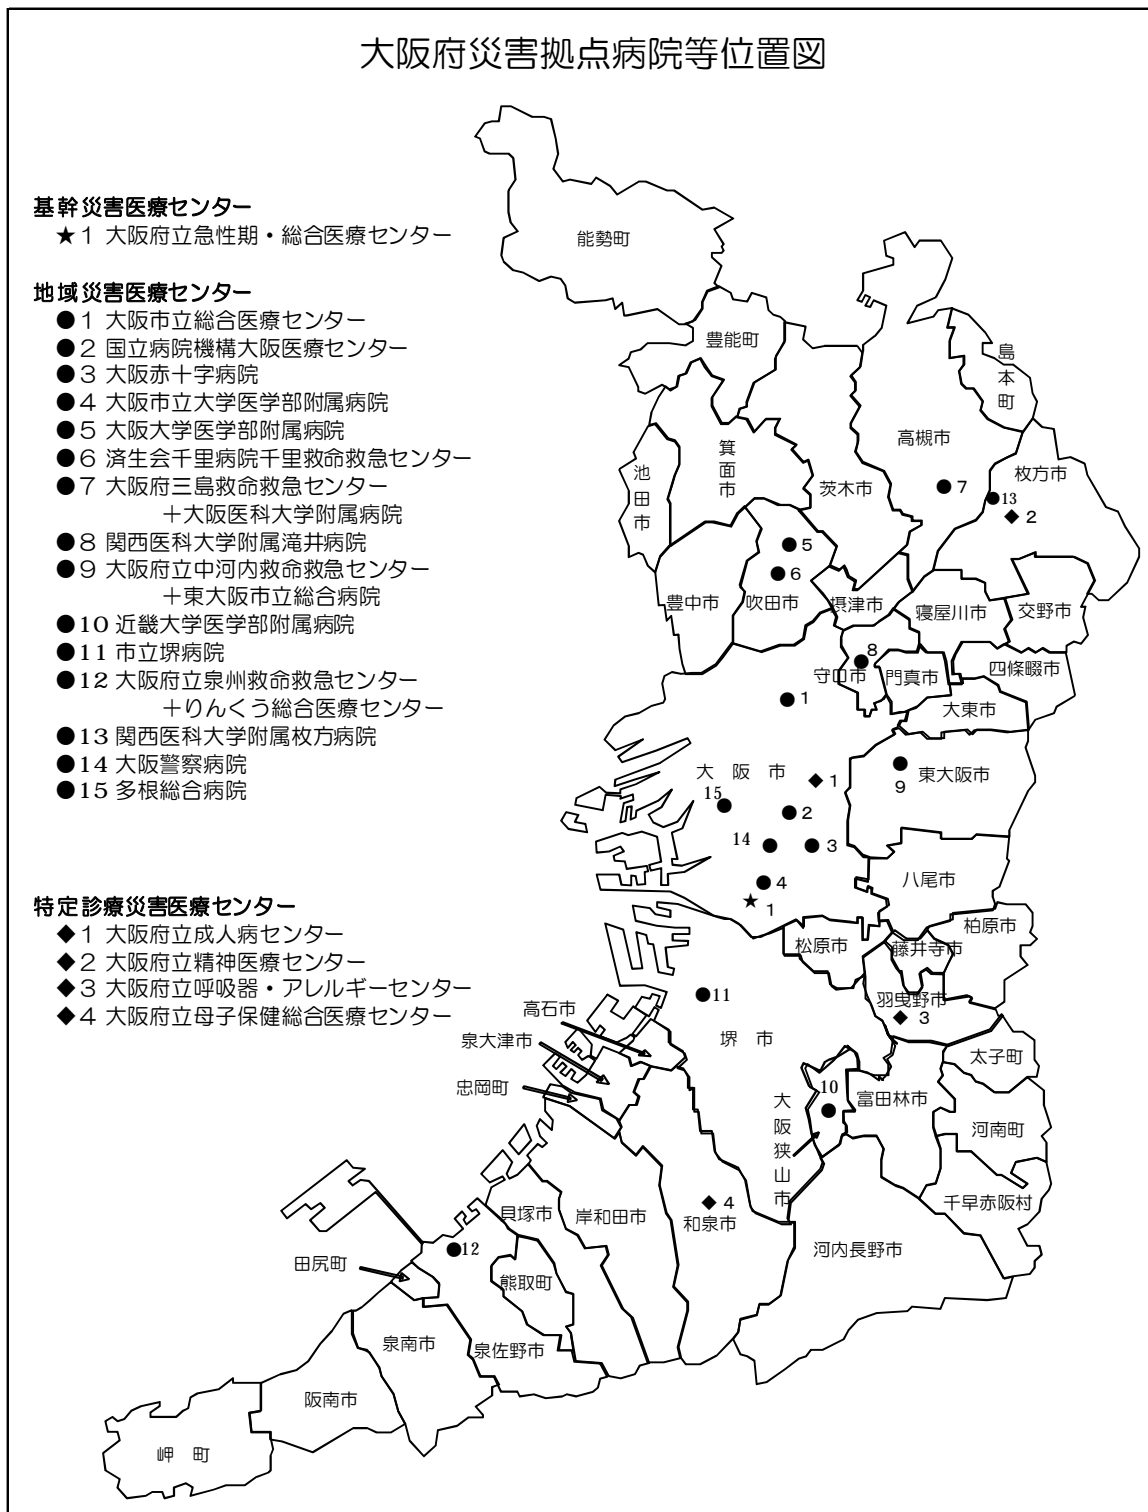 大阪府災害拠点病院等位置図
基幹災害医療センター
★1 大阪府立急性期・総合医療センター
地域災害医療センター
●1 大阪市立総合医療センター
●2 国立病院機構大阪医療センター
●3 大阪赤十字病院
●4 大阪市立大学医学部附属病院
●5 大阪大学医学部附属病院
●6 済生会千里病院千里救命救急センター
●7 大阪府三島救命救急センター
＋大阪医科大学附属病院
●8 関西医科大学附属滝井病院
●9 大阪府立中河内救命救急センター
＋東大阪市立総合病院
●10 近畿大学医学部附属病院
●11 市立堺病院
●12 大阪府立泉州救命救急センター
＋りんくう総合医療センター
●13 関西医科大学附属枚方病院
●14 大阪警察病院
●15 多根総合病院
特定診療災害医療センター
◆1 大阪府立成人病センター
◆2 大阪府立精神医療センター
◆3 大阪府立呼吸器・アレルギーセンター
◆4 大阪府立母子保健総合医療センター
能勢町
豊能町
島本町
高槻市
枚方市
箕面市
池田市
茨木市
●7
●13
◆2
●5
●6
豊中市
吹田市
摂津市
寝屋川市
交野市
●8
守口市
門真市
四條畷市
●1
大東市
大阪市
◆1
東大阪市
●9
15●
●2
14●
●3
八尾市
●4
★1
柏原市
松原市
藤井寺市
羽曳野市
●11
◆3
高石市
堺市
泉大津市
太子町
忠岡町
10●
富田林市
大阪狭山市
河南町
◆4
千早赤阪村
貝塚市
岸和田市
和泉市
●12
河内長野市
田尻町
熊取町
泉南市
泉佐野市
阪南市
岬町